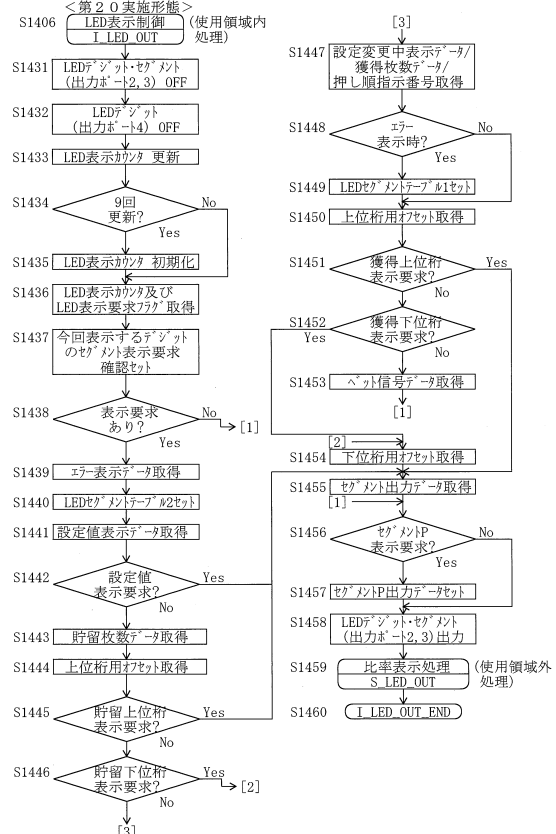 <第20実施形態>
S1406
LED表示制御
I_LED_OUT
(使用領域内
処理)
S1431
LEDデジット・セグメント
(出力ポート2,3) OFF
S1432
LEDデジット
(出力ポート4) OFF
S1433
LED表示カウンタ 更新
S1434
9回
更新?
No
Yes
S1435
LED表示カウンタ 初期化
S1436
LED表示カウンタ及び
LED表示要求フラグ取得
S1437
今回表示するデジット
のセグメント表示要求
確認セット
S1438
表示要求
あり?
No
[1]
Yes
S1439
エラー表示データ取得
S1440
LEDセグメントテーブル2セット
S1441
設定値表示データ取得
S1442
設定値
表示要求?
Yes
No
S1443
貯留枚数データ取得
S1444
上位桁用オフセット取得
S1445
貯留上位桁
表示要求?
Yes
No
S1446
貯留下位桁
表示要求?
Yes
[2]
No
[3]
[3]
S1447
設定変更中表示データ/
獲得枚数データ/
押し順指示番号取得
S1448
エラー
表示時?
No
Yes
S1449
LEDセグメントテーブル1セット
S1450
上位桁用オフセット取得
S1451
獲得上位桁
表示要求?
Yes
No
S1452
獲得下位桁
表示要求?
Yes
No
S1453
ベット信号データ取得
[1]
[2]
S1454
下位桁用オフセット取得
S1455
セグメント出力データ取得
[1]
S1456
セグメントP
表示要求?
No
Yes
S1457
セグメントP出力データセット
S1458
LEDデジット・セグメント
(出力ポート2,3)出力
S1459
比率表示処理
S_LED_OUT
(使用領域外
処理)
S1460
I_LED_OUT_END